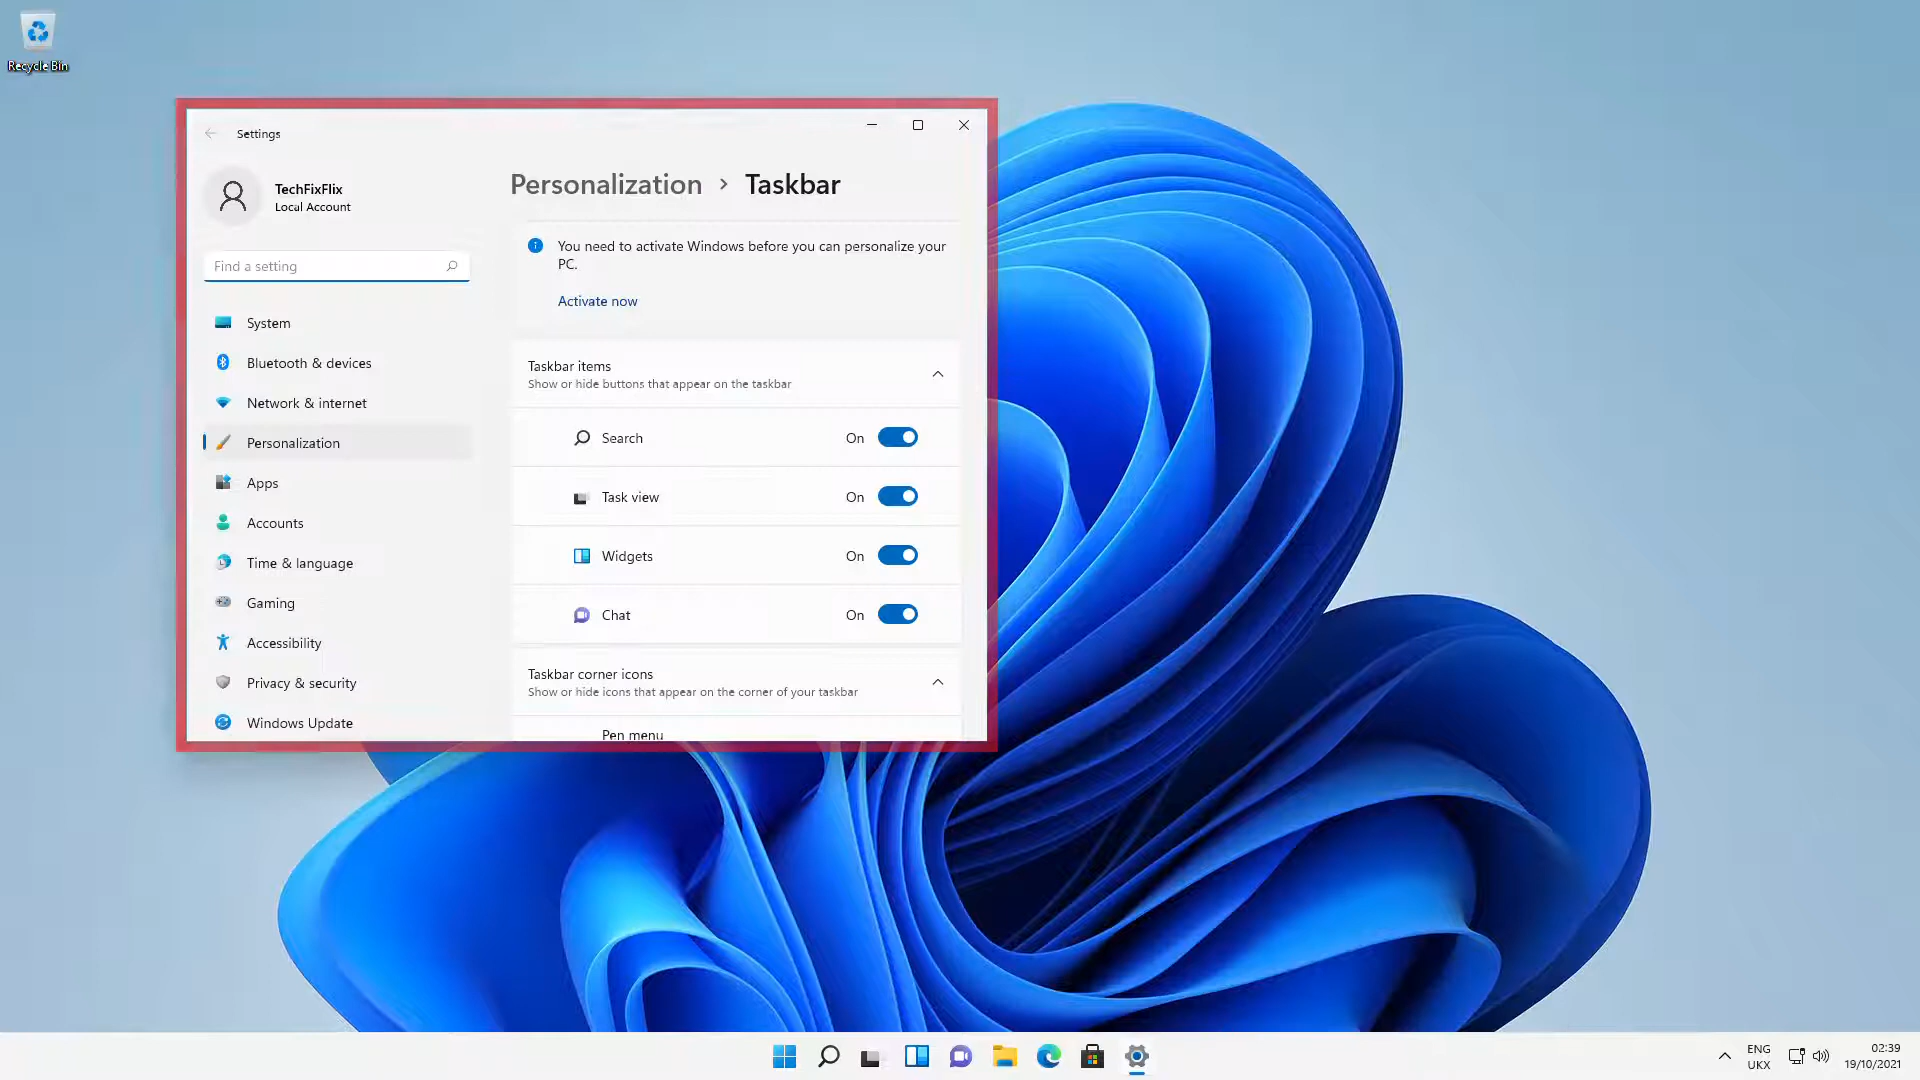 Recycle Bin
Settings
TechFixFlix
Local Account
Find a setting
System
Bluetooth & devices
Network & internet
Personalization
Apps
Accounts
Time & language
Gaming
Accessibility
Privacy & security
Windows Update
Personalization > Taskbar
You need to activate Windows before you can personalize your
PC.
Activate now
Taskbar items
Show or hide buttons that appear on the taskbar
Search On
Task view On
Widgets On
Chat On
Taskbar corner icons
Show or hide icons that appear on the corner of your taskbar
Pen menu
ENG
UKX
02:39
19/10/2021